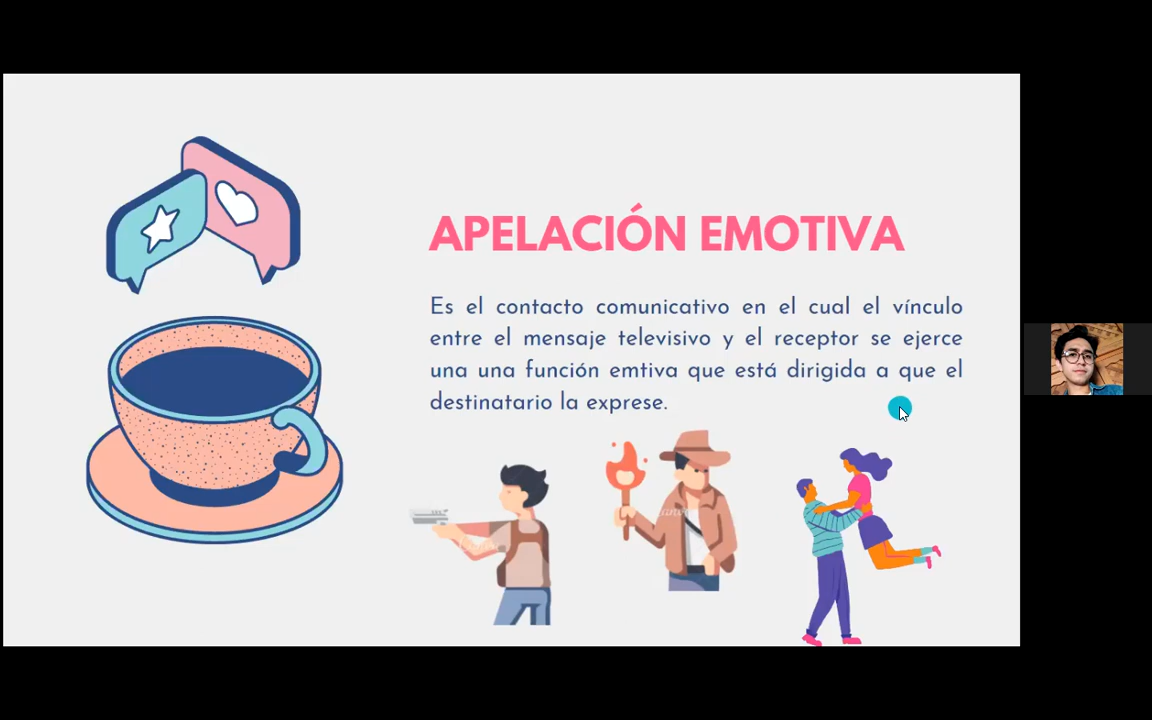 APELACIÓN EMOTIVA
Es el contacto comunicativo en el cual el vínculo
entre el mensaje televisivo y el receptor se ejerce
una una función emtiva que está dirigida a que el
destinatario la exprese.